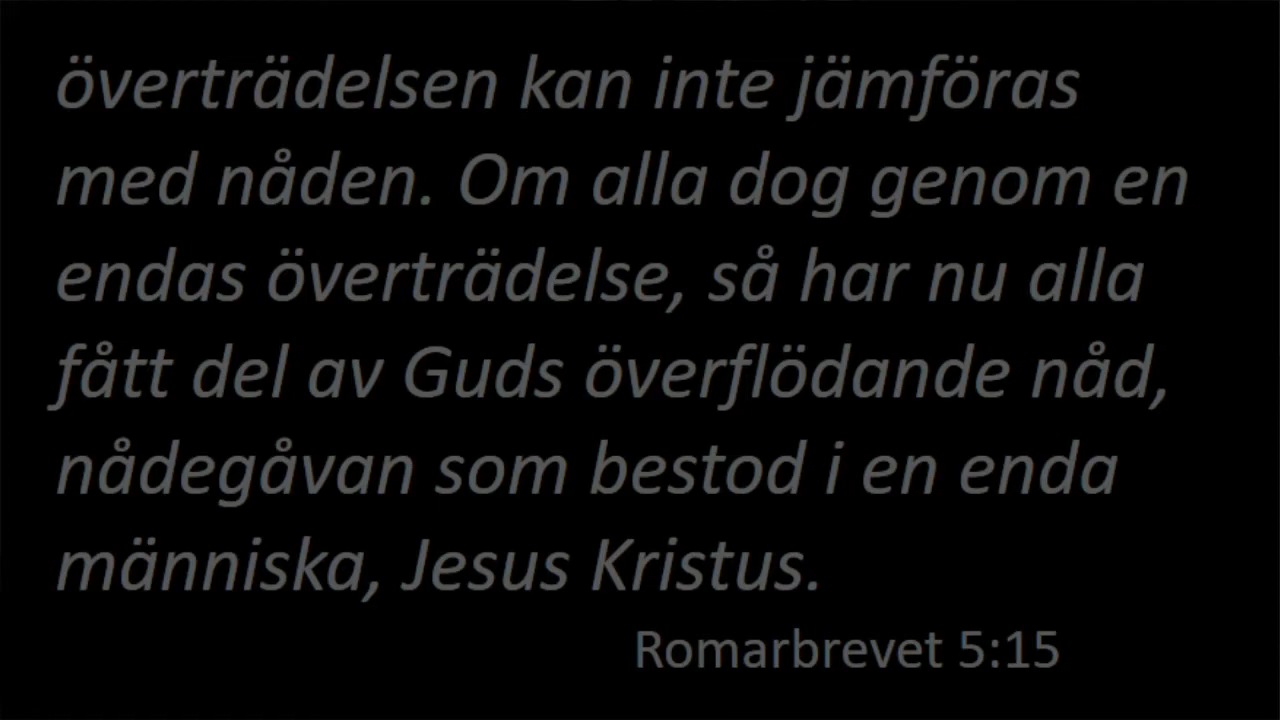 överträdelsen kan inte jämföras
med nåden. Om alla dog genom en
endas överträdelse, så har nu alla
fått del av Guds överflödande nåd,
nådegåvan som bestod i en enda
människa, Jesus Kristus.
Romarbrevet 5:15